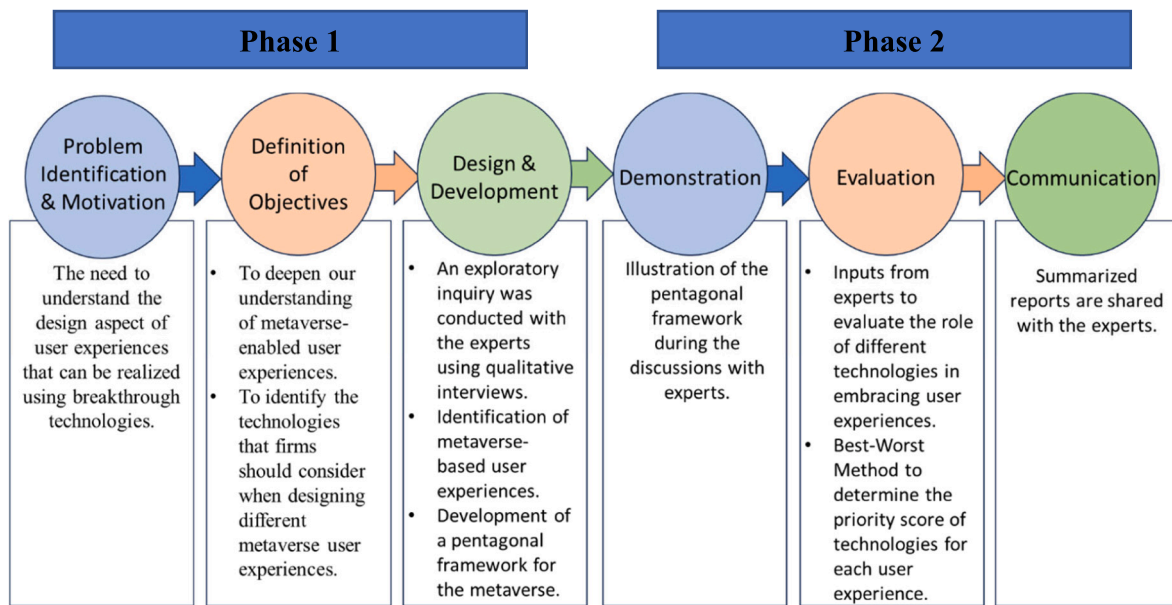 Phase 1
Phase 2
Problem
Identification
& Motivation
Definition
of
Objectives
Design &
Development
Demonstration
Evaluation
Communication
The need to
understand the
design aspect of
user experiences
that can be realized
using breakthrough
technologies.
• To deepen our
understanding
of metaverse-
enabled user
experiences.
• To identify the
technologies
that firms
should consider
when designing
different
metaverse user
experiences.
• An exploratory
inquiry was
conducted with
the experts
using qualitative
interviews.
• Identification of
metaverse-
based user
experiences.
• Development of
a pentagonal
framework for
the metaverse.
Illustration of the
pentagonal
framework
during the
discussions with
experts.
• Inputs from
experts to
evaluate the role
of different
technologies in
embracing user
experiences.
• Best-Worst
Method to
determine the
priority score of
technologies for
each user
experience.
Summarized
reports are shared
with the experts.